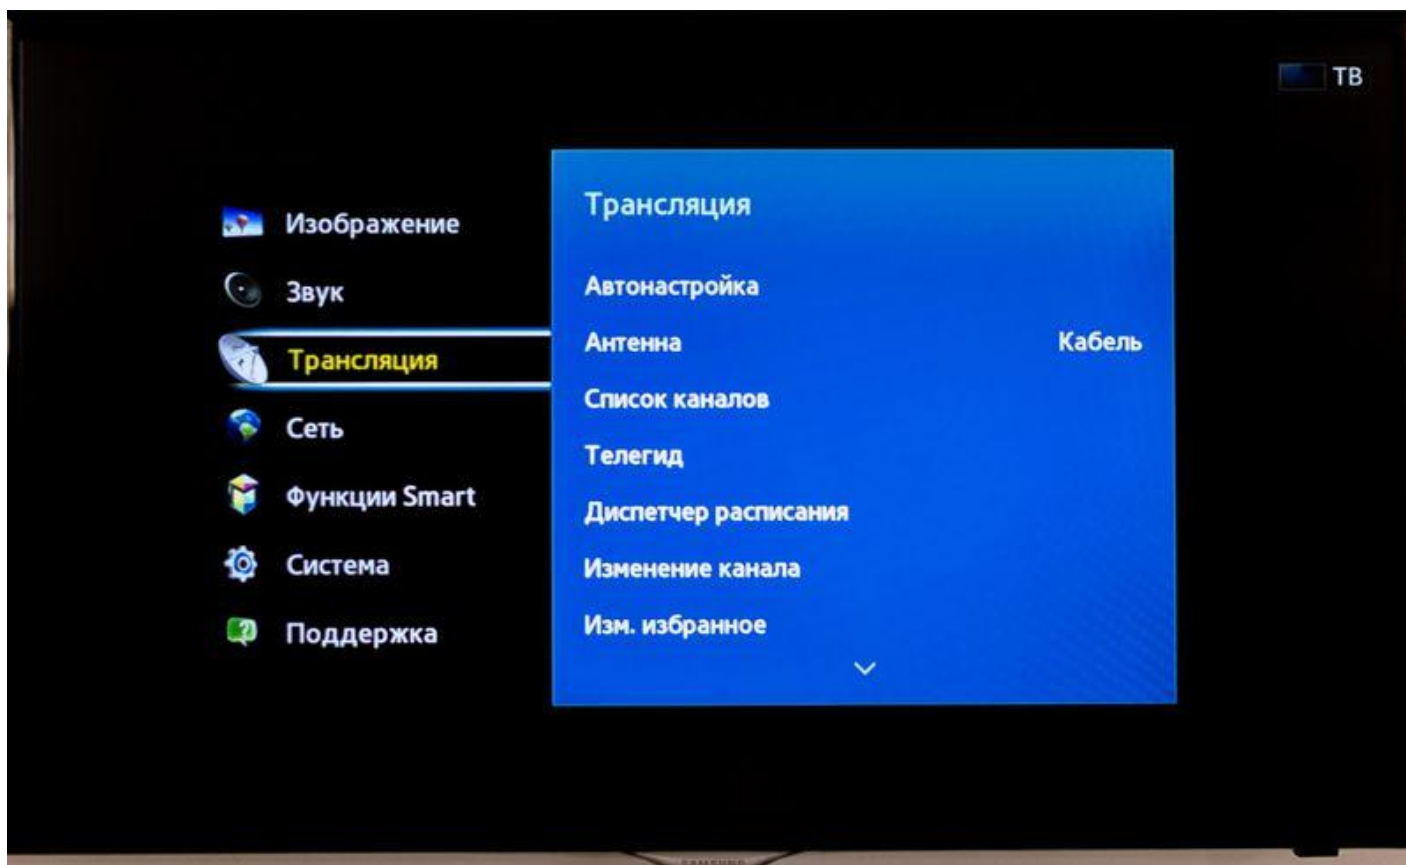 ТВ
Изображение
Звук
Трансляция
Сеть
Функции Smart
Система
Поддержка
Трансляция
Автонастройка
Антенна Кабель
Список каналов
Телегид
Диспетчер расписания
Изменение канала
Изм. избранное
SAMSUNG